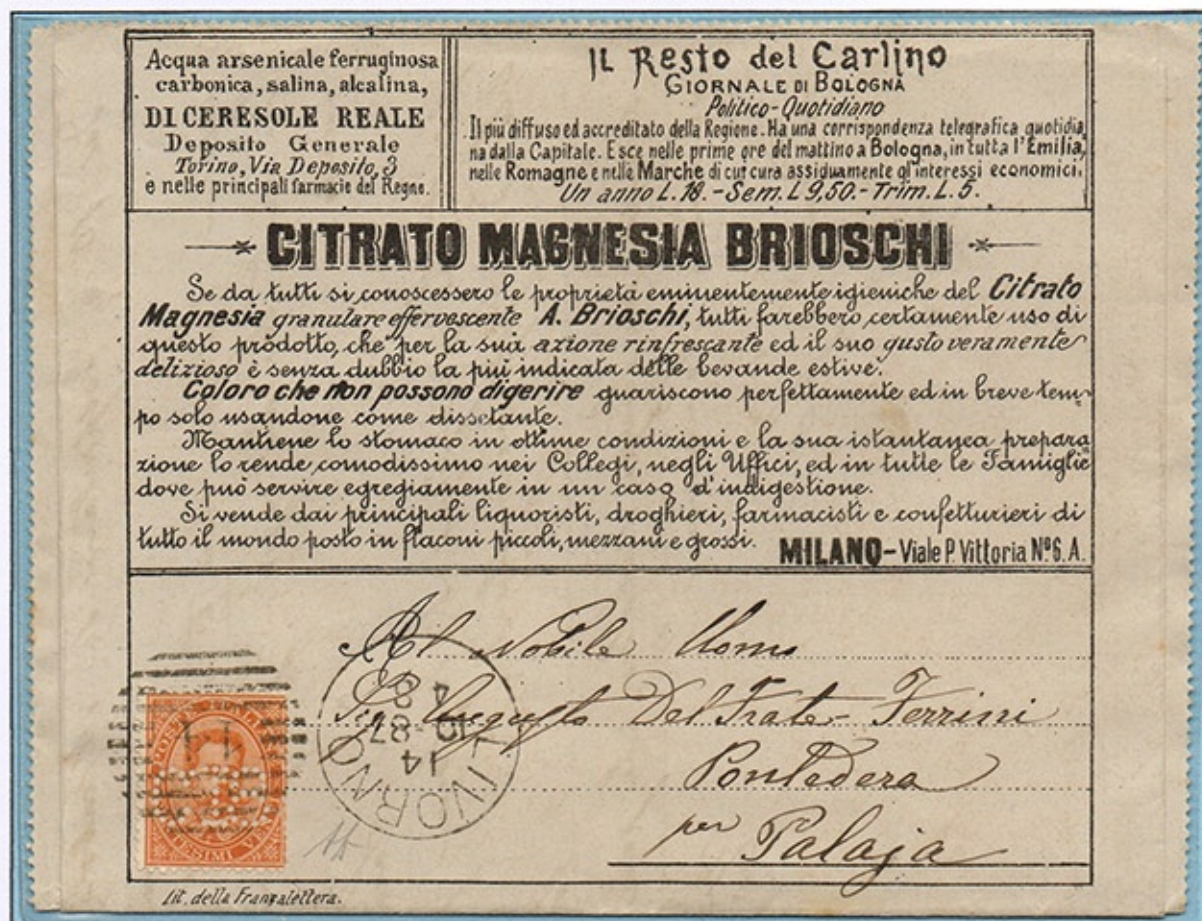 Acqua arsenicale ferruginosa
carbonica, salina, alcalina,
DI CERESOLE REALE
Deposito Generale
Torino, Via Deposito, 3
e nelle principali farmacie del Regno.
IL Resto del Carlino
GIORNALE DI BOLOGNA
Politico-Quotidiano
Il più diffuso ed accreditato della Regione. Ha una corrispondenza telegrafica quotidia
na dalla Capitale. Esce nelle prime ore del mattino a Bologna, in tutta l'Emilia,
nelle Romagne e nelle Marche di cui cura assiduamente gl'interessi economici.
Un anno L. 18. - Sem. L 9,50. - Trim. L. 5.
CITRATO MAGNESIA BRIOSCHI
Se da tutti si conoscessero le proprietà eminentemente igieniche del Citrato
Magnesia granulare effervescente A. Brioschi, tutti farebbero certamente uso di
questo prodotto, che per la sua azione rinfrescante ed il suo gusto veramente
delizioso è senza dubbio la più indicata delle bevande estive.
Coloro che non possono digerire guariscono perfettamente ed in breve tem-
po solo usandone come dissetante.
Mantiene lo stomaco in ottime condizioni e la sua istantanea prepara
zione lo rende comodissimo nei Collegi, negli Uffici, ed in tutte le Famiglie
dove può servire egregiamente in un caso d'indigestione.
Si vende dai principali liquoristi, droghieri, farmacisti e confetturieri di
tutto il mondo posto in flaconi piccoli, mezzani e grossi. MILANO - Viale P. Vittoria Nº 6. A.
Al Nobile Uomo
Sig. Augusto Del Frate-Ferrini
Pontedera
per Palaja
LIVORNO
14
10-87
4 S
14
POSTE
VENTI
Lit. della Franzalettera.